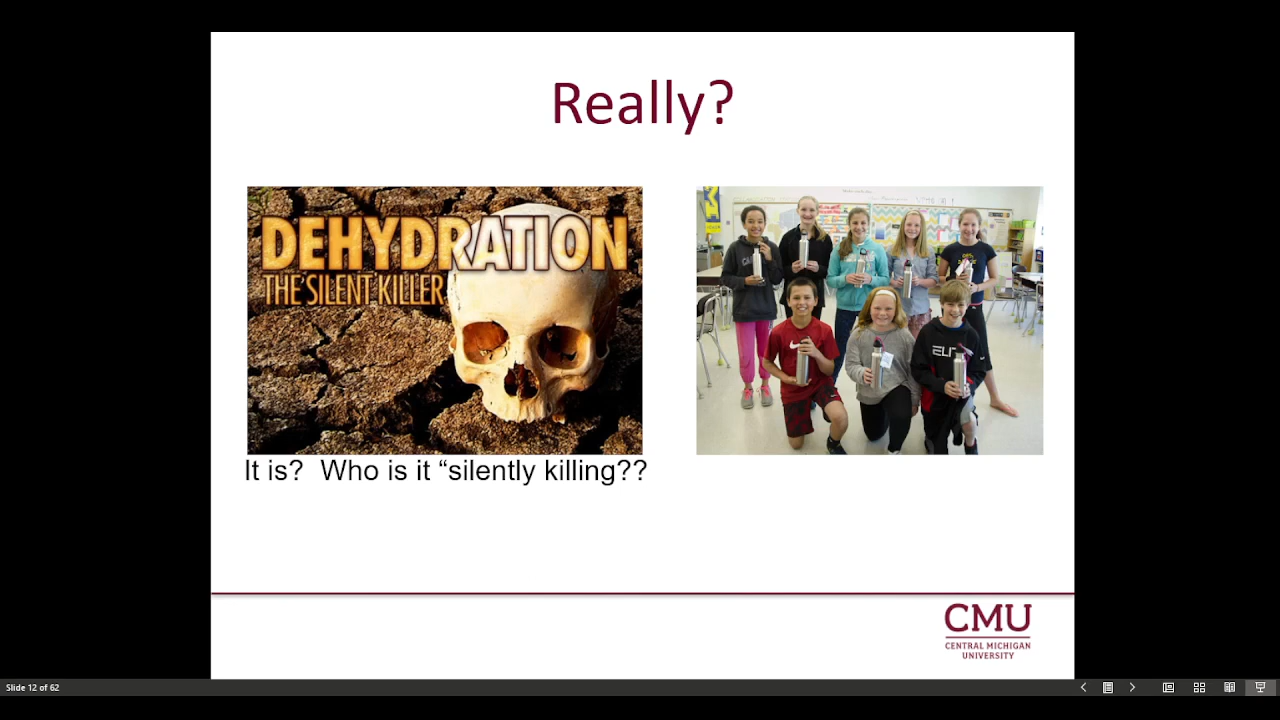 Really?
DEHYDRATION
THE SILENT KILLER
It is?  Who is it “silently killing??
ELIT
CMU
CENTRAL MICHIGAN
UNIVERSITY
Slide 12 of 62